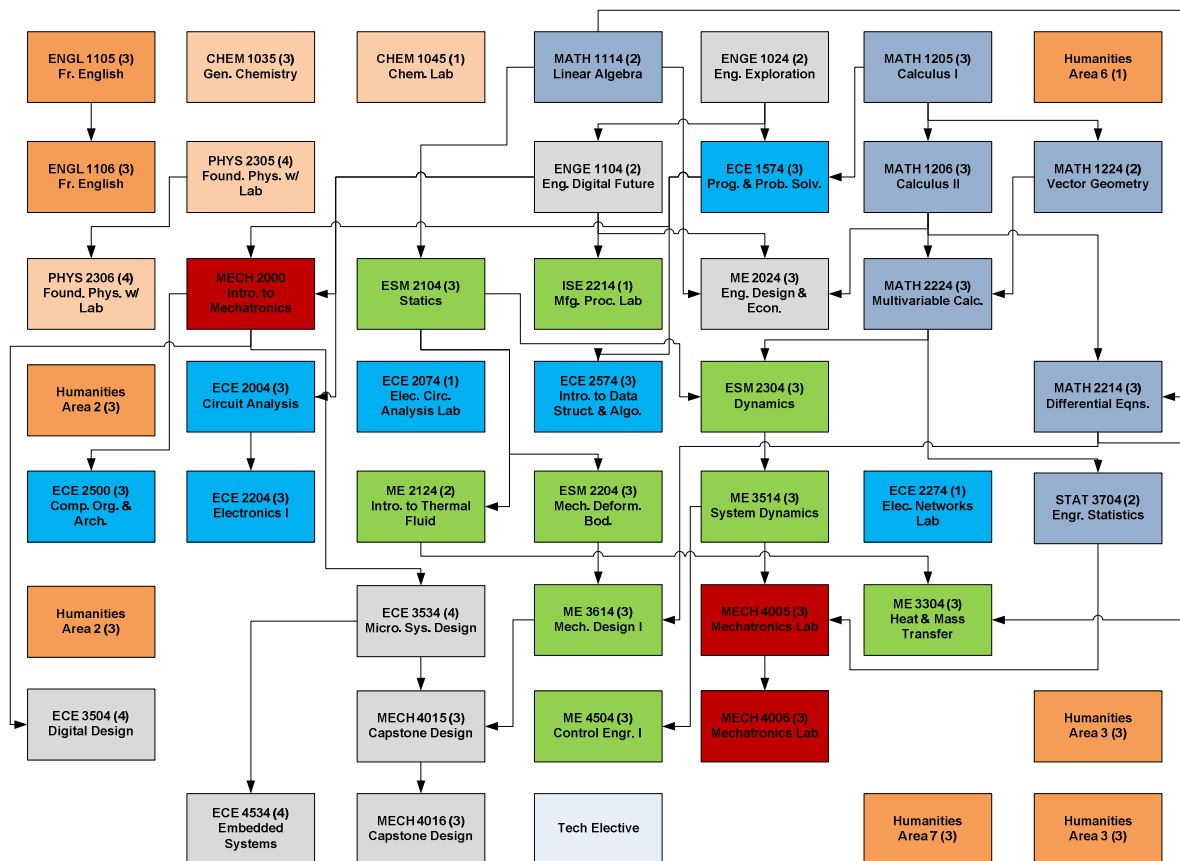 ENGL 1105 (3)
Fr. English
CHEM 1035 (3)
Gen. Chemistry
CHEM 1045 (1)
Chem. Lab
MATH 1114 (2)
Linear Algebra
ENGE 1024 (2)
Eng. Exploration
MATH 1205 (3)
Calculus I
Humanities
Area 6 (1)
ENGL 1106 (3)
Fr. English
PHYS 2305 (4)
Found. Phys. w/
Lab
ENGE 1104 (2)
Eng. Digital Future
ECE 1574 (3)
Prog. & Prob. Solv.
MATH 1206 (3)
Calculus II
MATH 1224 (2)
Vector Geometry
PHYS 2306 (4)
Found. Phys. w/
Lab
MECH 2000
Intro. to
Mechatronics
ESM 2104 (3)
Statics
ISE 2214 (1)
Mfg. Proc. Lab
ME 2024 (3)
Eng. Design &
Econ.
MATH 2224 (3)
Multivariable Calc.
Humanities
Area 2 (3)
ECE 2004 (3)
Circuit Analysis
ECE 2074 (1)
Elec. Circ.
Analysis Lab
ECE 2574 (3)
Intro. to Data
Struct. & Algo.
ESM 2304 (3)
Dynamics
MATH 2214 (3)
Differential Eqns.
ECE 2500 (3)
Comp. Org. &
Arch.
ECE 2204 (3)
Electronics I
ME 2124 (2)
Intro. to Thermal
Fluid
ESM 2204 (3)
Mech. Deform.
Bod.
ME 3514 (3)
System Dynamics
ECE 2274 (1)
Elec. Networks
Lab
STAT 3704 (2)
Engr. Statistics
Humanities
Area 2 (3)
ECE 3534 (4)
Micro. Sys. Design
ME 3614 (3)
Mech. Design I
MECH 4005 (3)
Mechatronics Lab
ME 3304 (3)
Heat & Mass
Transfer
ECE 3504 (4)
Digital Design
MECH 4015 (3)
Capstone Design
ME 4504 (3)
Control Engr. I
MECH 4006 (3)
Mechatronics Lab
Humanities
Area 3 (3)
ECE 4534 (4)
Embedded
Systems
MECH 4016 (3)
Capstone Design
Tech Elective
Humanities
Area 7 (3)
Humanities
Area 3 (3)